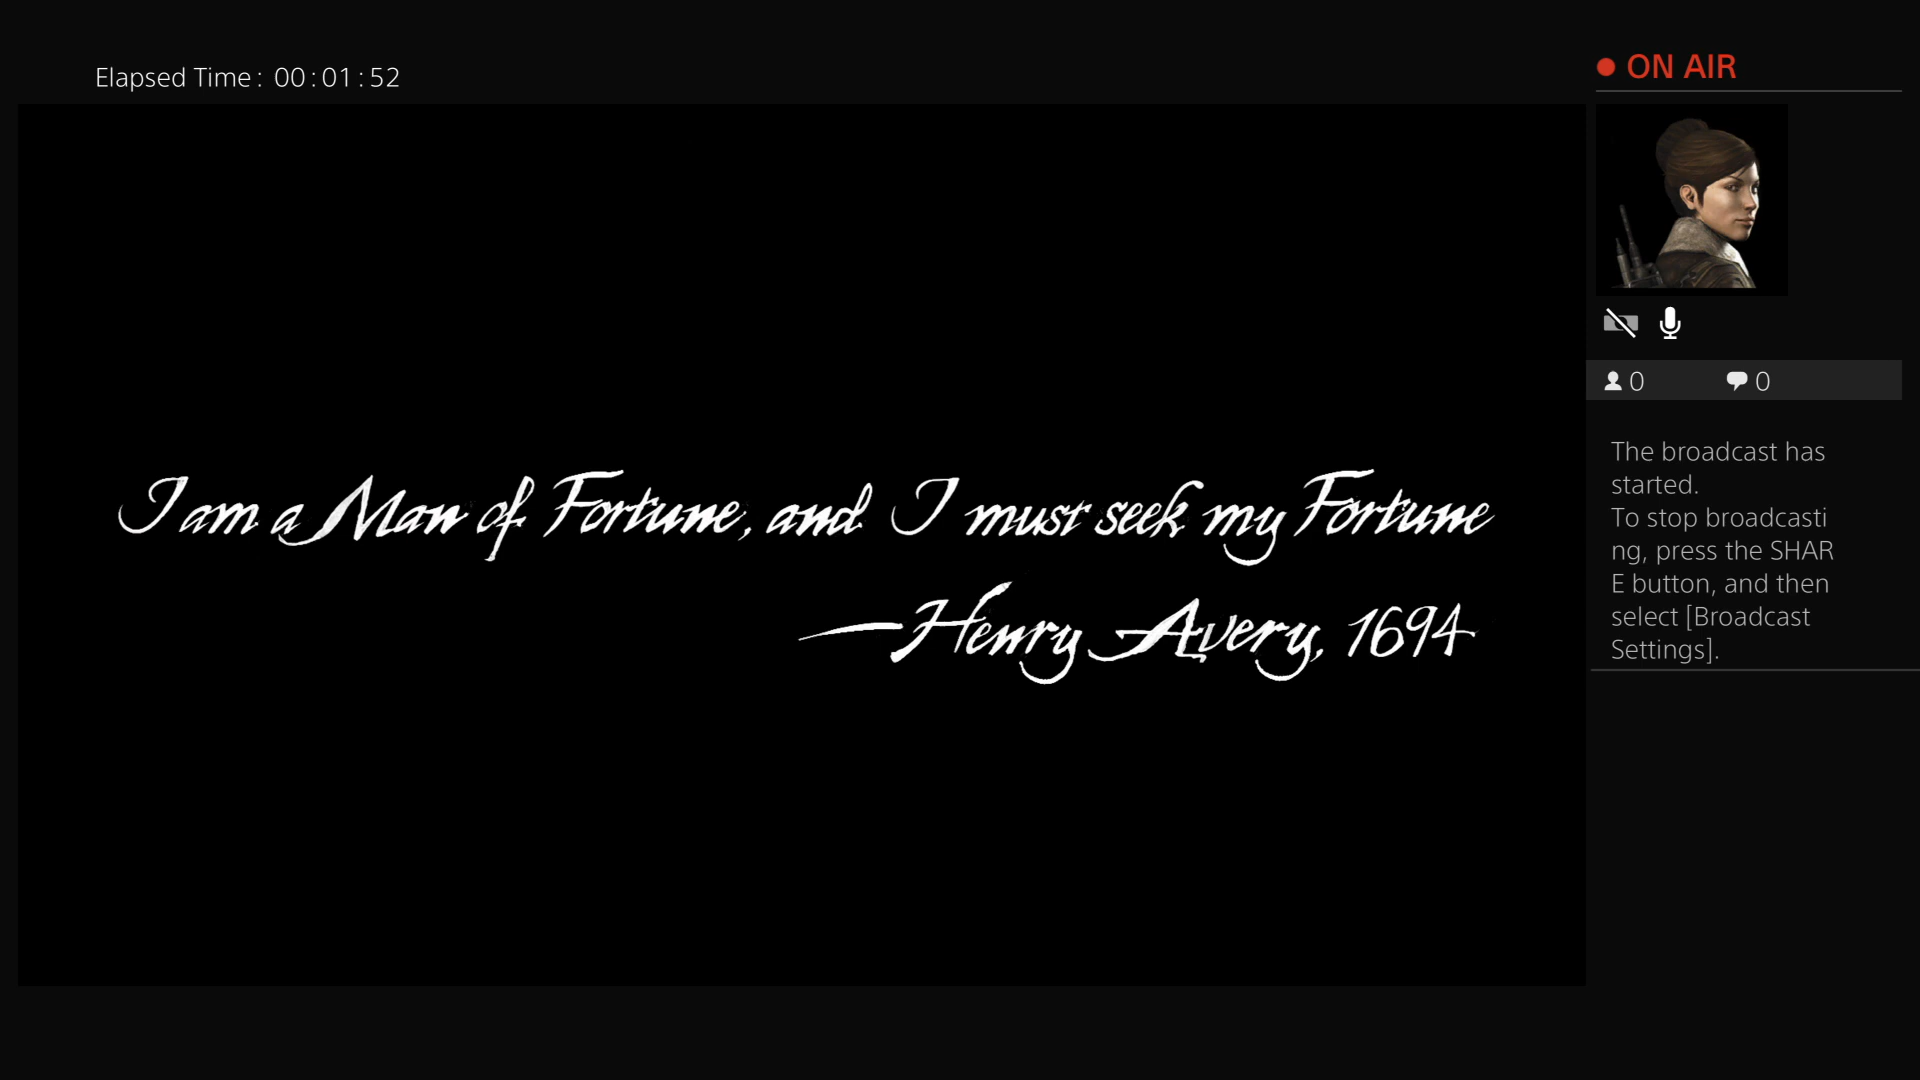 Elapsed Time: 00:01:52
ON AIR
I am a Man of Fortune, and I must seek my Fortune
—Henry Avery, 1694
0 0
The broadcast has
started.
To stop broadcasti
ng, press the SHAR
E button, and then
select [Broadcast
Settings].